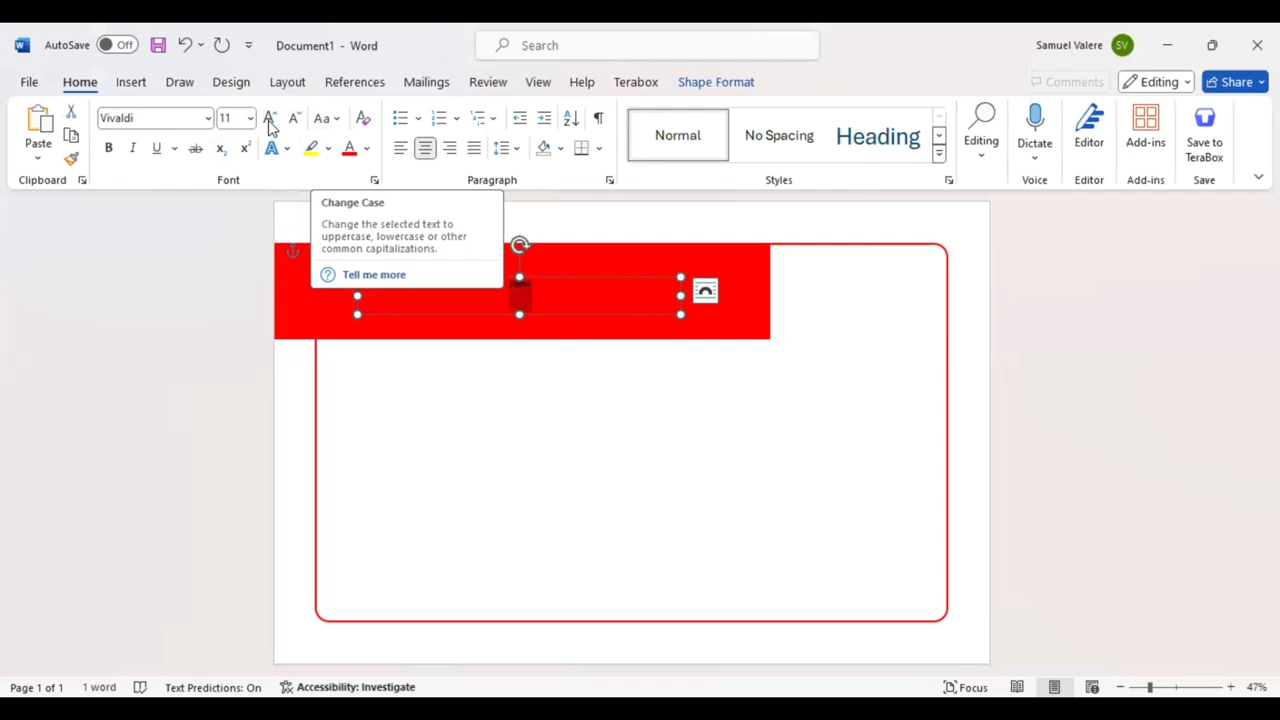 AutoSave Off Document1 - Word Search Samuel Valere SV
File Home Insert Draw Design Layout References Mailings Review View Help Terabox Shape Format Comments Editing Share
Paste Vivaldi 11 A A Aa A Normal No Spacing Heading Editing Dictate Editor Add-ins Save to TeraBox
B I U ab x₂ x² A A
Clipboard Font Paragraph Styles Voice Editor Add-ins Save
Change Case
Change the selected text to
uppercase, lowercase or other
common capitalizations.
Tell me more
Page 1 of 1 1 word Text Predictions: On Accessibility: Investigate Focus 47%